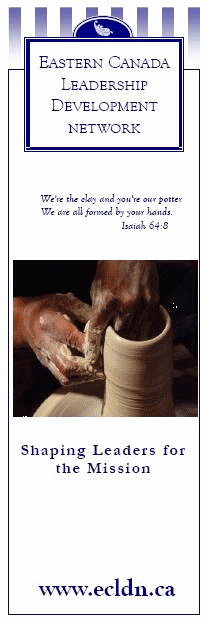 Eastern Canada
Leadership
Development
network
We're the clay and you're our potter
We are all formed by your hands.
Isaiah 64:8
Shaping Leaders for
the Mission
www.ecldn.ca